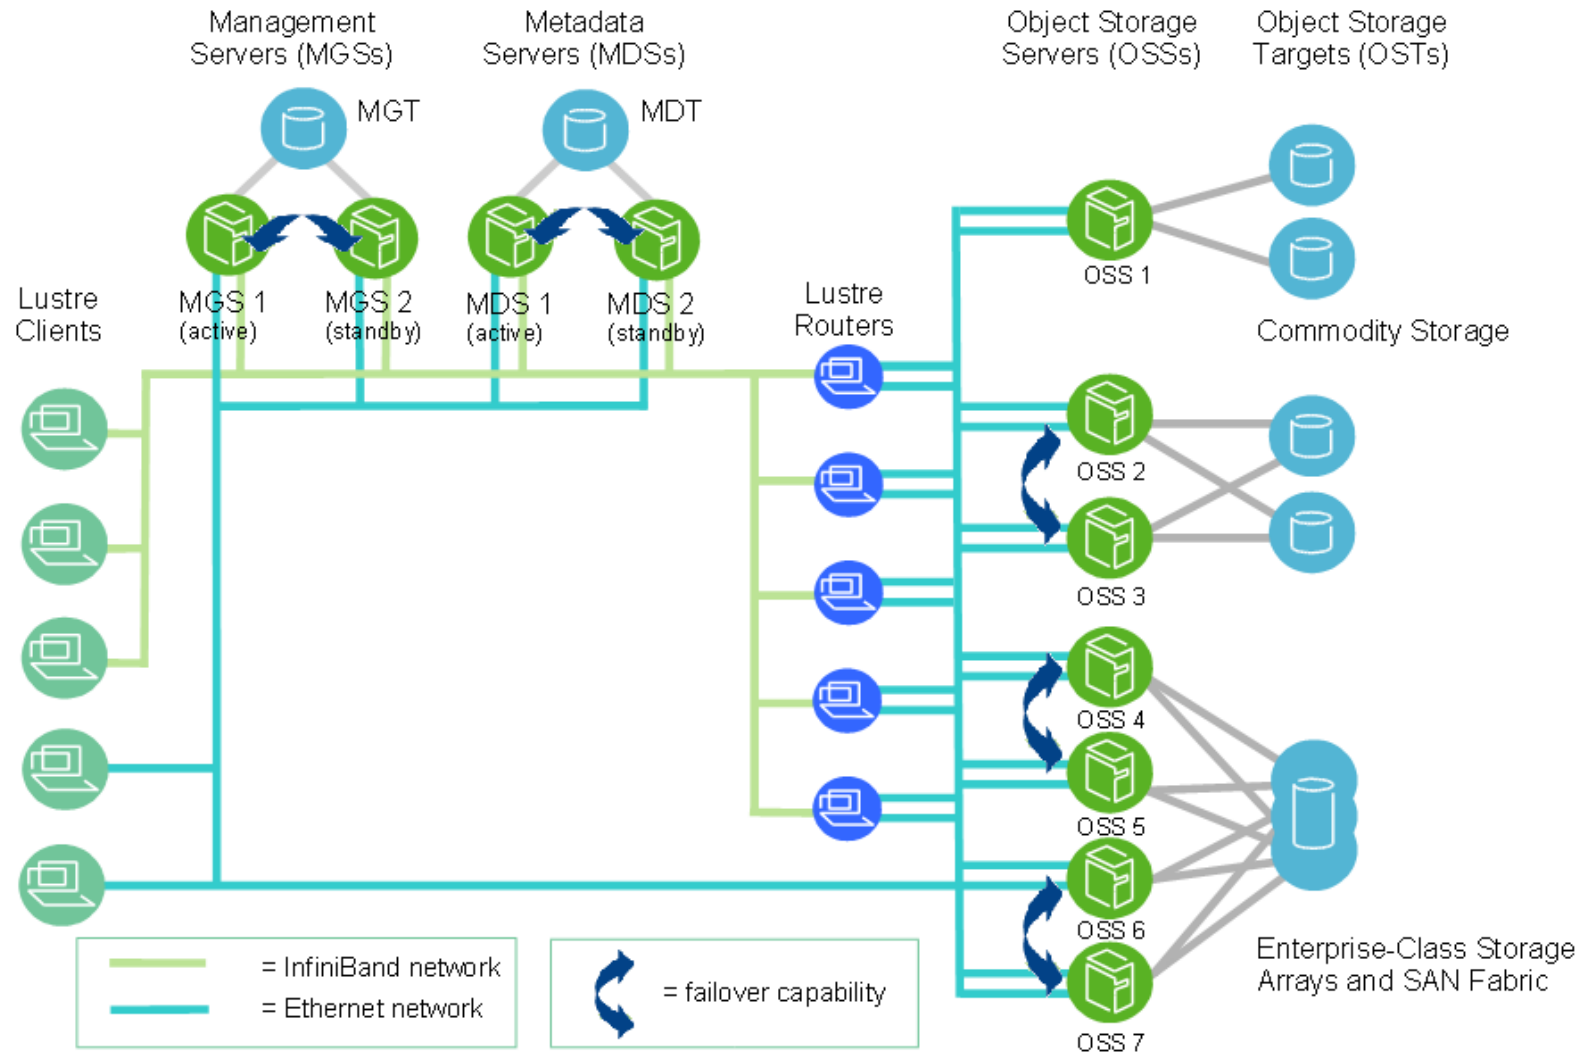 Management
Servers (MGSs)
Metadata
Servers (MDSs)
Object Storage
Servers (OSSs)
Object Storage
Targets (OSTs)
MGT
MDT
MGS 1
(active)
MGS 2
(standby)
MDS 1
(active)
MDS 2
(standby)
Lustre
Clients
Lustre
Routers
OSS 1
Commodity Storage
OSS 2
OSS 3
OSS 4
OSS 5
OSS 6
OSS 7
Enterprise-Class Storage
Arrays and SAN Fabric
= InfiniBand network
= Ethernet network
= failover capability